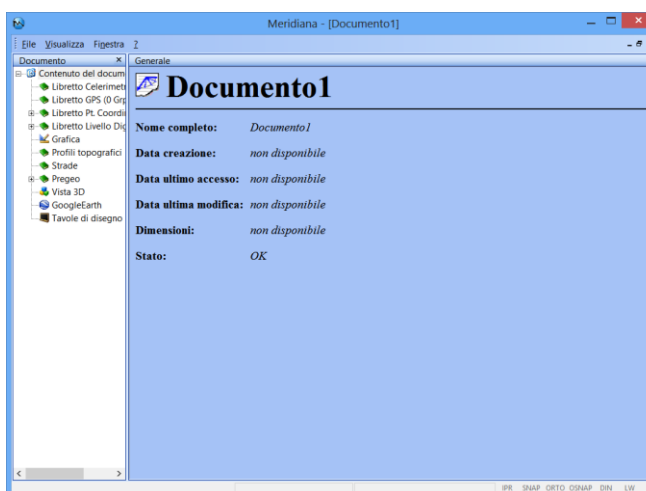 Meridiana - [Documento1]
File Visualizza Finestra ?
Documento
Generale
Contenuto del docum
Libretto Celerimet
Libretto GPS (0 Grp
Libretto Pt. Coordi
Libretto Livello Dig
Grafica
Profili topografici
Strade
Pregeo
Vista 3D
GoogleEarth
Tavole di disegno
Documento1
Nome completo: Documento1
Data creazione: non disponibile
Data ultimo accesso: non disponibile
Data ultima modifica: non disponibile
Dimensioni: non disponibile
Stato: OK
IPR SNAP ORTO OSNAP DIN LW